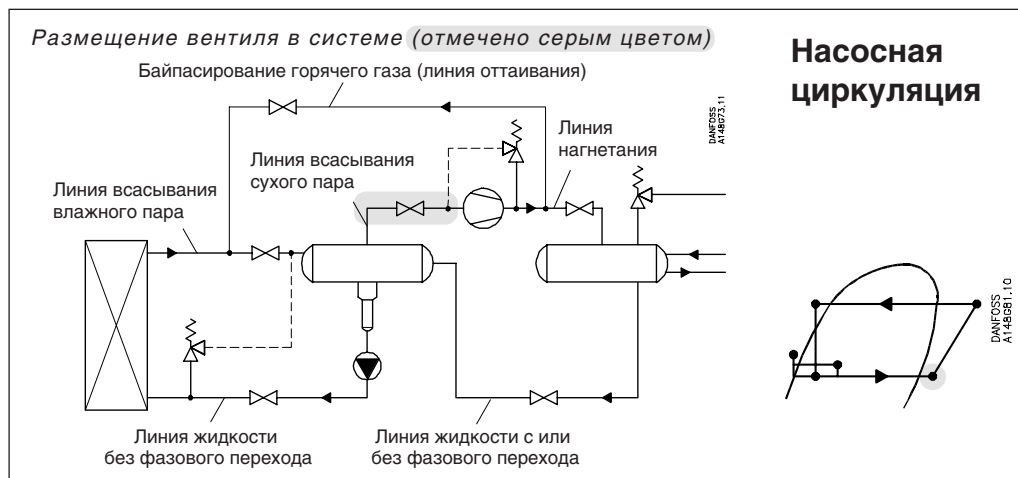 Размещение вентиля в системе (отмечено серым цветом)
Насосная
циркуляция
Байпасирование горячего газа (линия оттаивания)
DANFOSS
A148G73,11
Линия
нагнетания
Линия всасывания
сухого пара
Линия всасывания
влажного пара
DANFOSS
A148G81,10
Линия жидкости
без фазового перехода
Линия жидкости с или
без фазового перехода